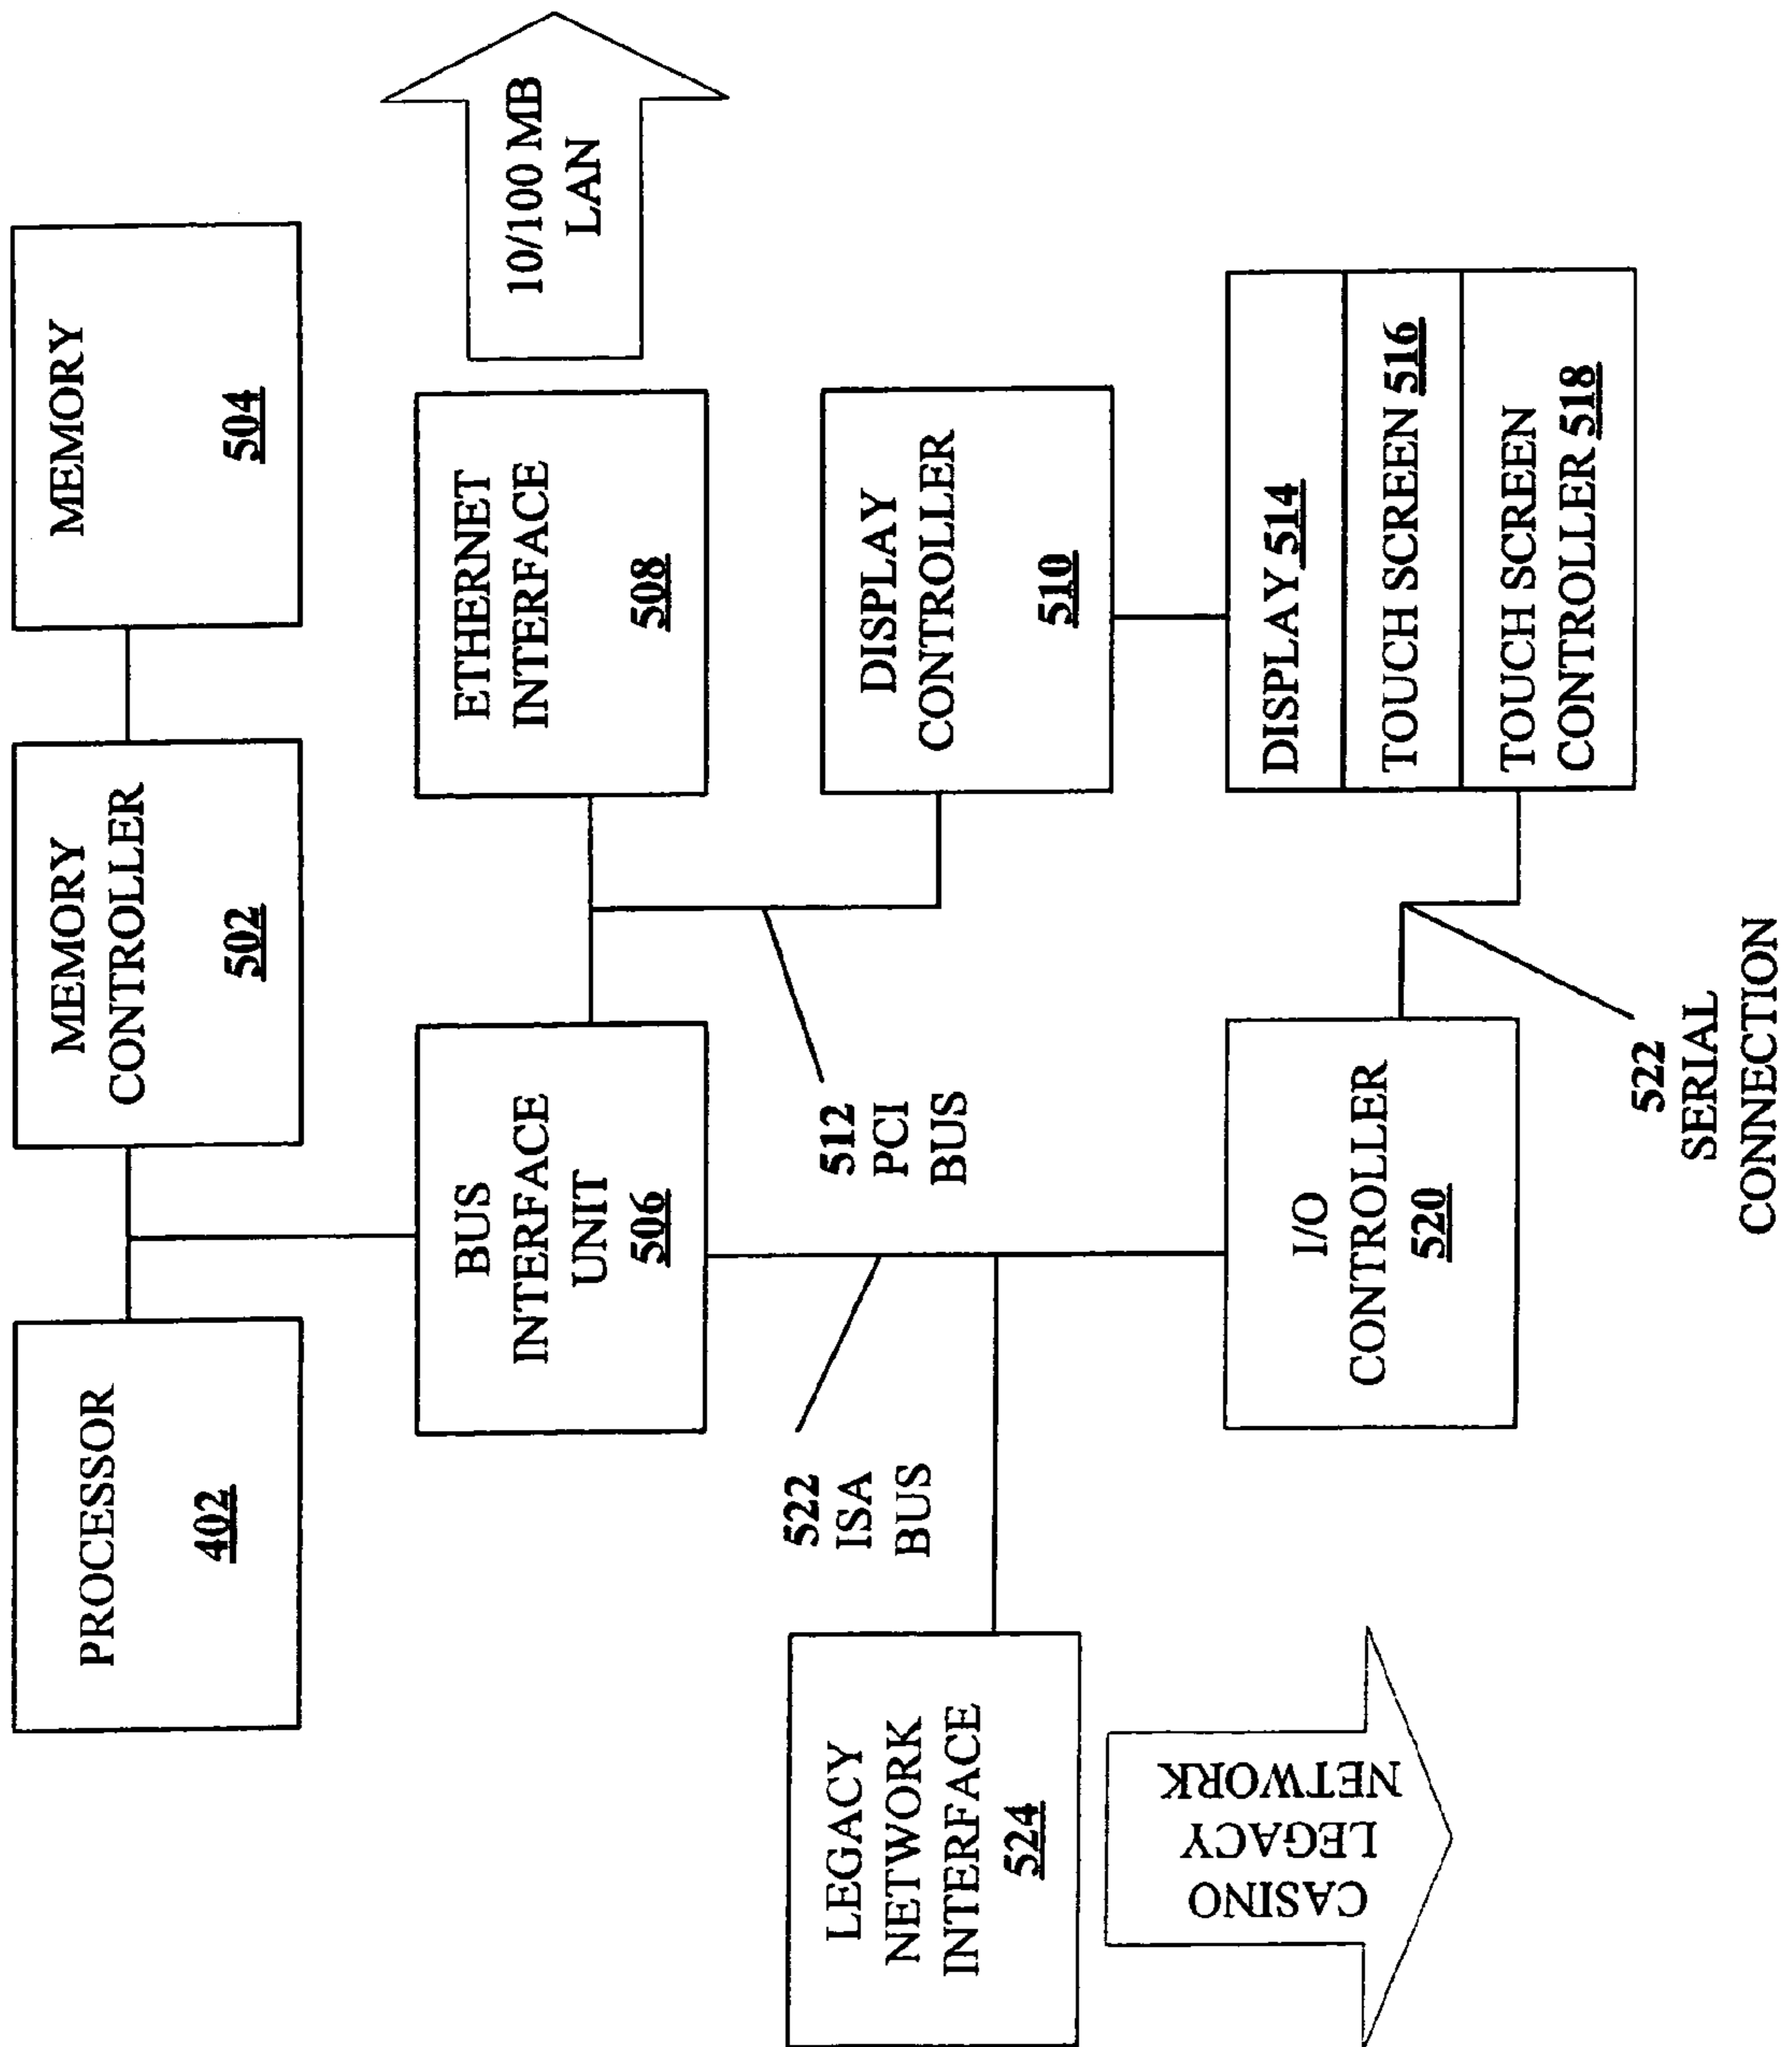 PROCESSOR
402
MEMORY
CONTROLLER
502
MEMORY
504
BUS
INTERFACE
UNIT
506
ETHERNET
INTERFACE
508
10/100 MB
LAN
512
PCI
BUS
DISPLAY
CONTROLLER
510
522
ISA
BUS
LEGACY
NETWORK
INTERFACE
524
CASINO
LEGACY
NETWORK
I/O
CONTROLLER
520
DISPLAY 514
TOUCH SCREEN 516
TOUCH SCREEN
CONTROLLER 518
522
SERIAL
CONNECTION